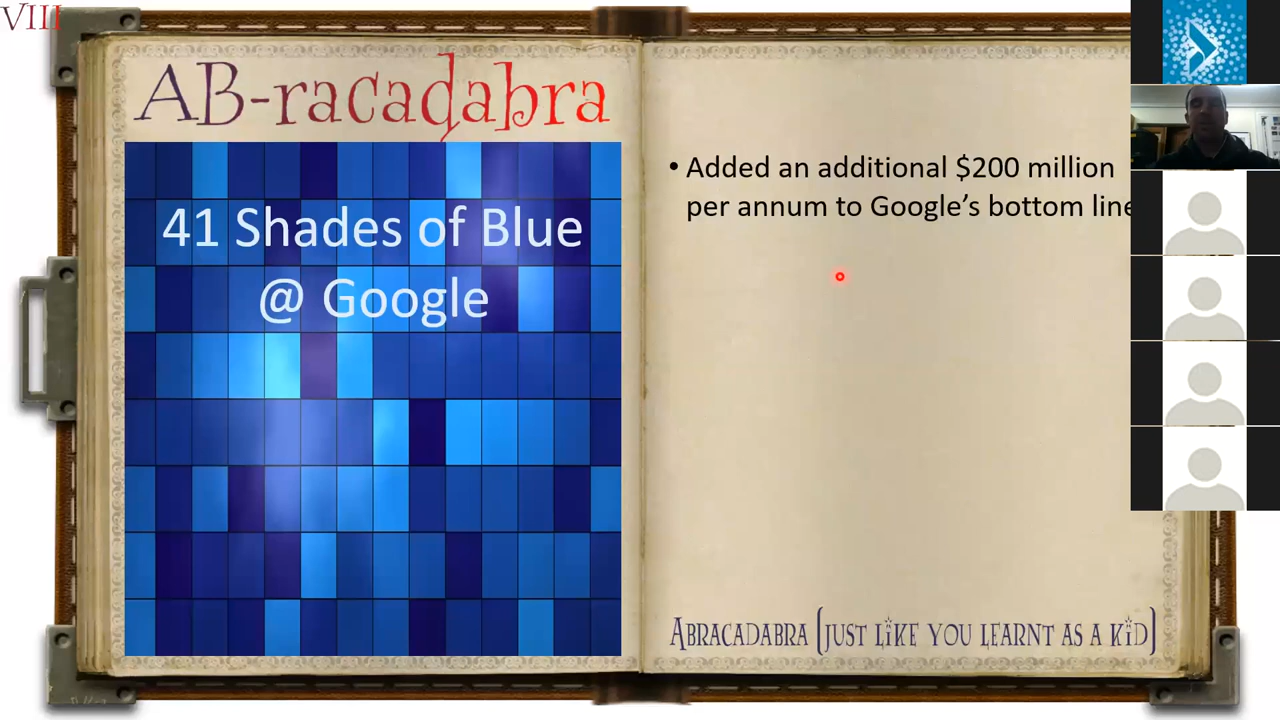 VIII
AB-racadabra
41 Shades of Blue
@ Google
• Added an additional $200 million
per annum to Google's bottom line
Abracadabra (just like you learnt as a kid)